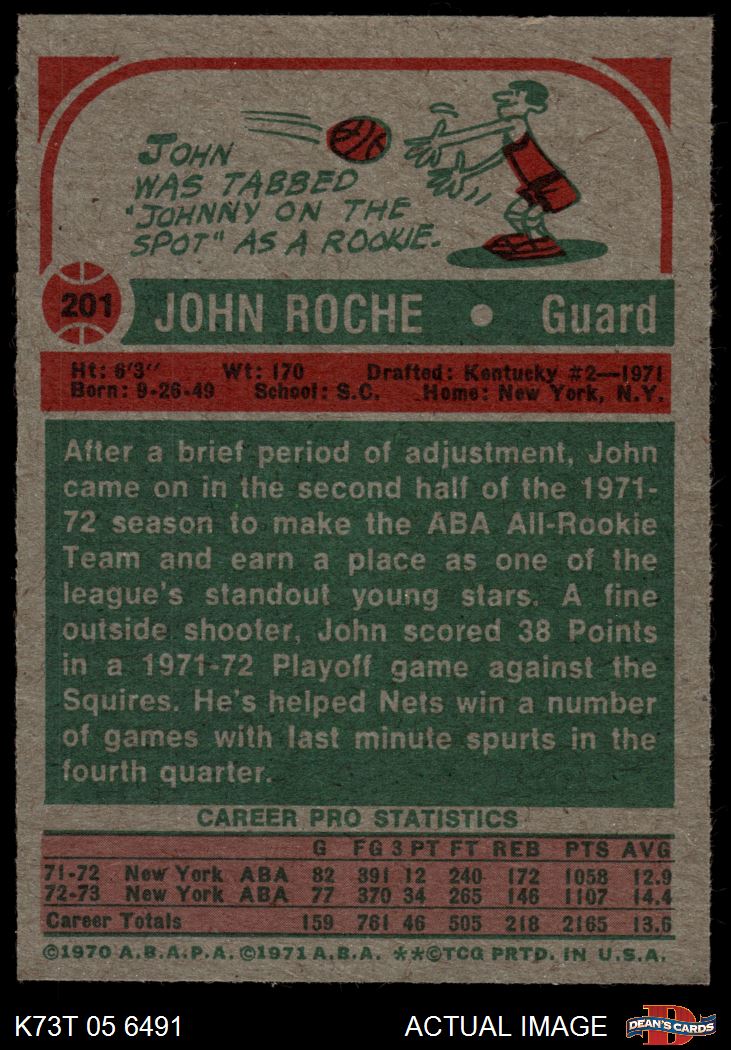 JOHN
WAS TABBED
"JOHNNY ON THE
SPOT" AS A ROOKIE.
201 JOHN ROCHE • Guard
Ht: 6'3" Wt: 170 Drafted: Kentucky #2—1971
Born: 9-26-49 School: S.C. Home: New York, N.Y.
After a brief period of adjustment, John
came on in the second half of the 1971-
72 season to make the ABA All-Rookie
Team and earn a place as one of the
league's standout young stars. A fine
outside shooter, John scored 38 Points
in a 1971-72 Playoff game against the
Squires. He's helped Nets win a number
of games with last minute spurts in the
fourth quarter.
CAREER PRO STATISTICS
G FG 3 PT FT REB PTS AVG
71-72 New York ABA 82 391 12 240 172 1058 12.9
72-73 New York ABA 77 370 34 265 146 1107 14.4
Career Totals 159 761 46 505 218 2165 13.6
©1970 A.B.A.P.A. ©1971 A.B.A. **©TCG PRTD. IN U.S.A.
K73T 05 6491 ACTUAL IMAGE DEAN'S CARDS